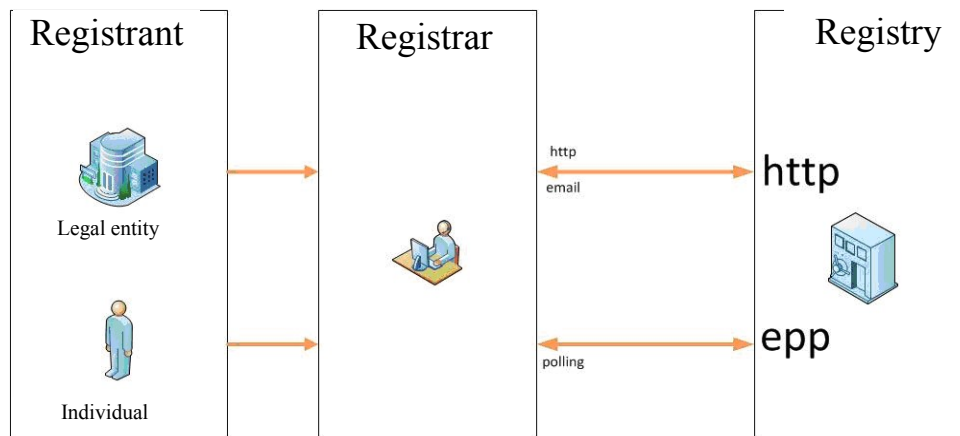 Registrant
Registrar
Registry
http
email
http
Legal entity
polling
epp
Individual